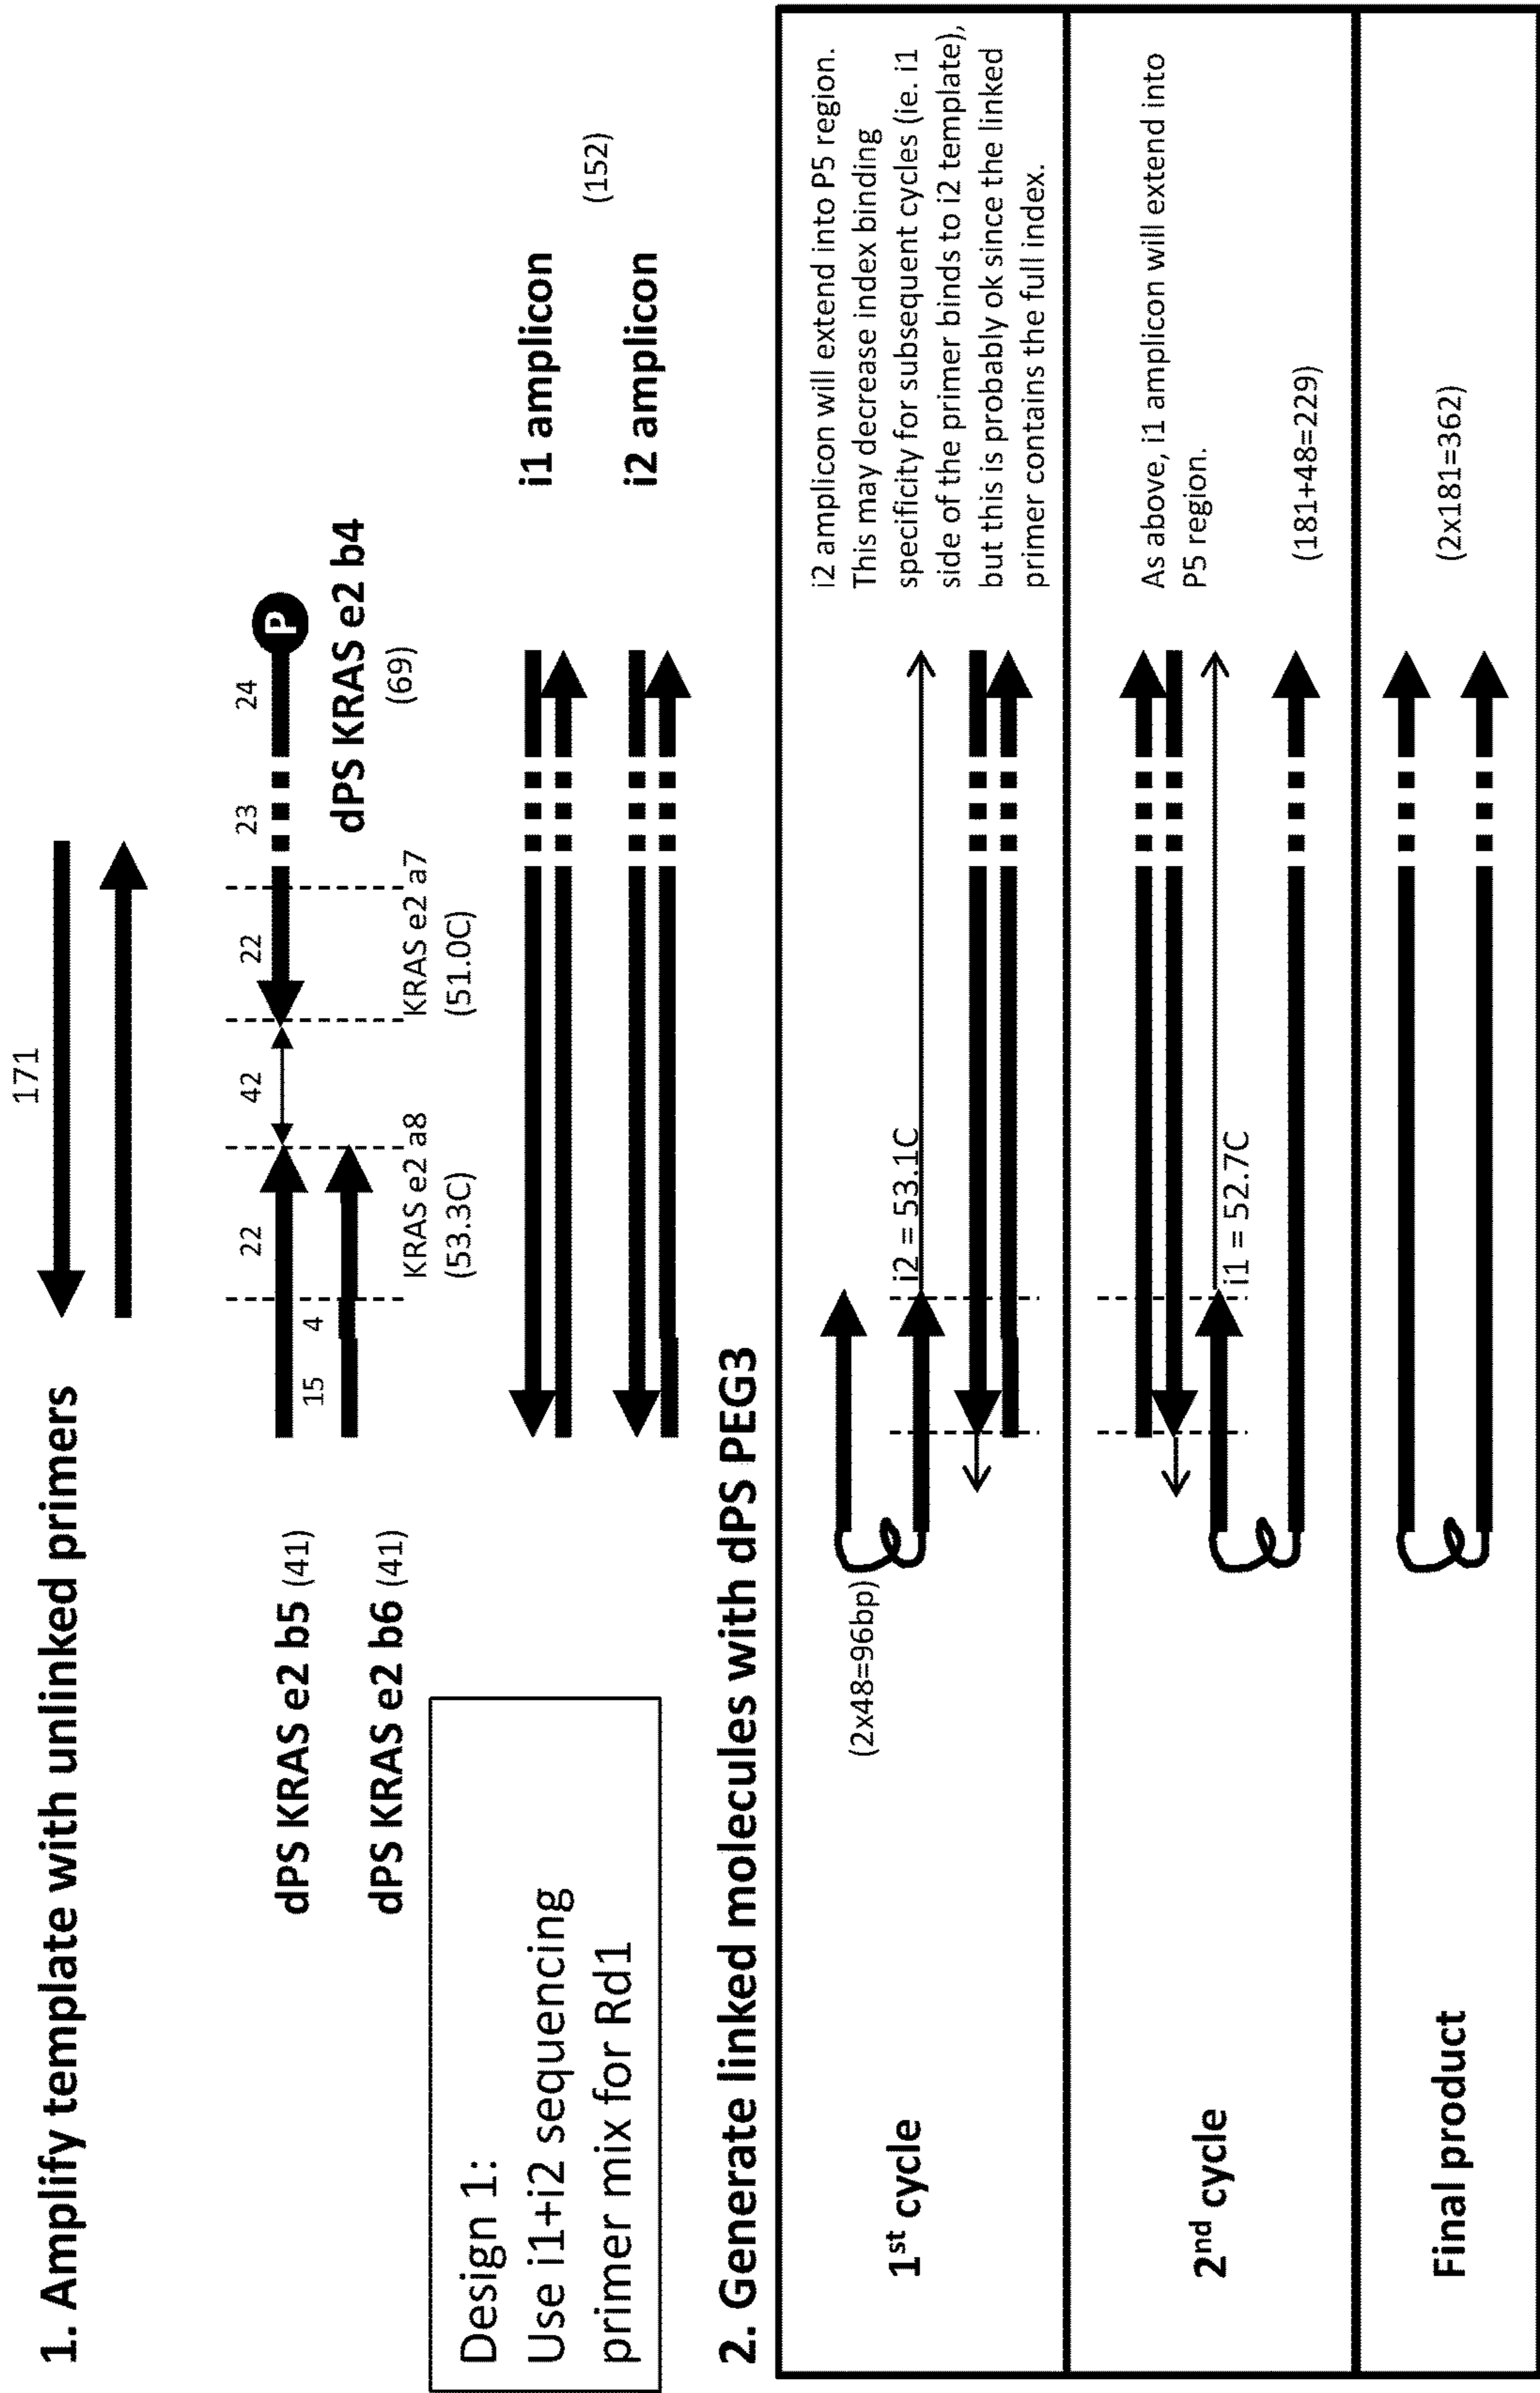 1. Amplify template with unlinked primers
171
dPS KRAS e2 b5 (41)
dPS KRAS e2 b6 (41)
22
42
22
23
24
P
15
4
KRAS e2 a8
(53.3C)
KRAS e2 a7
(51.0C)
dPS KRAS e2 b4
(69)
Design 1:
Use i1+i2 sequencing
primer mix for Rd1
i1 amplicon
(152)
i2 amplicon
2. Generate linked molecules with dPS PEG3
1st cycle
(2x48=96bp)
i2 = 53.1C
i2 amplicon will extend into P5 region.
This may decrease index binding
specificity for subsequent cycles (ie. i1
side of the primer binds to i2 template),
but this is probably ok since the linked
primer contains the full index.
2nd cycle
i1 = 52.7C
As above, i1 amplicon will extend into
P5 region.
(181+48=229)
Final product
(2x181=362)